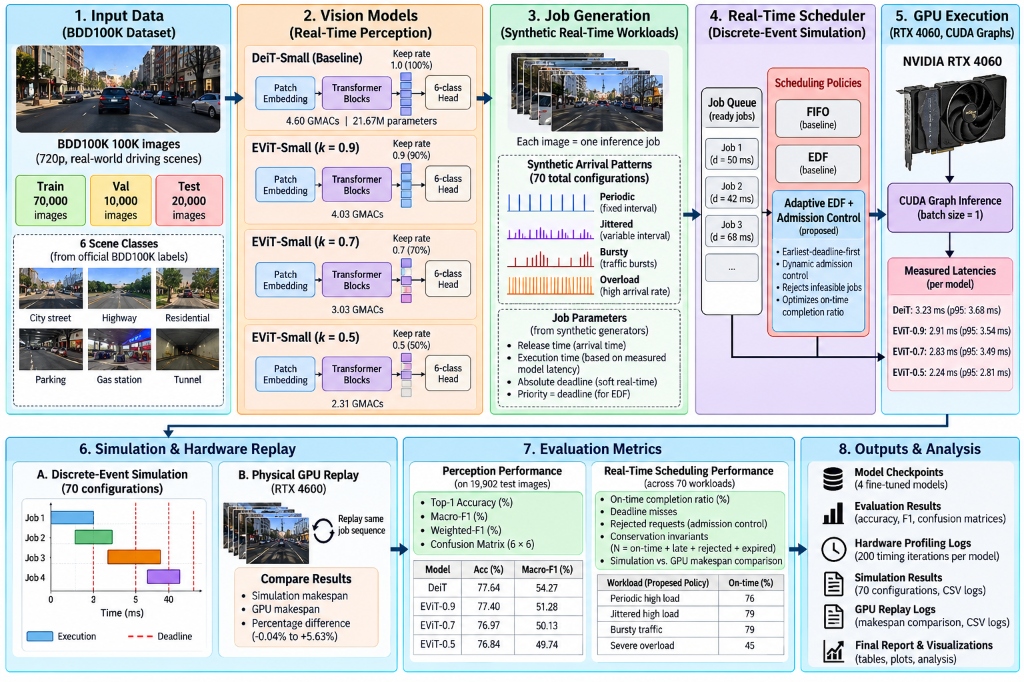 1. Input Data
(BDD100K Dataset)
BDD100K 100K images
(720p, real-world driving scenes)
Train
70,000
images
Val
10,000
images
Test
20,000
images
6 Scene Classes
(from official BDD100K labels)
City street
Highway
Residential
Parking
Gas station
Tunnel
2. Vision Models
(Real-Time Perception)
DeiT-Small (Baseline)
Keep rate
1.0 (100%)
Patch
Embedding
Transformer
Blocks
6-class
Head
4.60 GMACs | 21.67M parameters
EViT-Small (k = 0.9)
Keep rate
0.9 (90%)
Patch
Embedding
Transformer
Blocks
6-class
Head
4.03 GMACs
EViT-Small (k = 0.7)
Keep rate
0.7 (70%)
Patch
Embedding
Transformer
Blocks
6-class
Head
3.03 GMACs
EViT-Small (k = 0.5)
Keep rate
0.5 (50%)
Patch
Embedding
Transformer
Blocks
6-class
Head
2.31 GMACs
3. Job Generation
(Synthetic Real-Time Workloads)
Each image = one inference job
Synthetic Arrival Patterns
(70 total configurations)
Periodic
(fixed interval)
Jittered
(variable interval)
Bursty
(traffic bursts)
Overload
(high arrival rate)
Job Parameters
(from synthetic generators)
• Release time (arrival time)
• Execution time (based on measured
model latency)
• Absolute deadline (soft real-time)
• Priority = deadline (for EDF)
4. Real-Time Scheduler
(Discrete-Event Simulation)
Job Queue
(ready jobs)
Job 1
(d = 50 ms)
Job 2
(d = 42 ms)
Job 3
(d = 68 ms)
...
Scheduling Policies
FIFO
(baseline)
EDF
(baseline)
Adaptive EDF +
Admission Control
(proposed)
• Earliest-deadline-first
• Dynamic admission
control
• Rejects infeasible jobs
• Optimizes on-time
completion ratio
5. GPU Execution
(RTX 4060, CUDA Graphs)
NVIDIA RTX 4060
CUDA Graph Inference
(batch size = 1)
Measured Latencies
(per model)
DeiT: 3.23 ms (p95: 3.68 ms)
EViT-0.9: 2.91 ms (p95: 3.54 ms)
EViT-0.7: 2.83 ms (p95: 3.49 ms)
EViT-0.5: 2.24 ms (p95: 2.81 ms)
6. Simulation & Hardware Replay
A. Discrete-Event Simulation
(70 configurations)
Job 1
Job 2
Job 3
Job 4
0 2 5 40
Time (ms)
Execution
Deadline
B. Physical GPU Replay
(RTX 4600)
Replay same
job sequence
Compare Results
• Simulation makespan
• GPU makespan
• Percentage difference
(-0.04% to +5.63%)
7. Evaluation Metrics
Perception Performance
(on 19,902 test images)
• Top-1 Accuracy (%)
• Macro-F1 (%)
• Weighted-F1 (%)
• Confusion Matrix (6 × 6)
Model Acc (%) Macro-F1 (%)
DeiT 77.64 54.27
EViT-0.9 77.40 51.28
EViT-0.7 76.97 50.13
EViT-0.5 76.84 49.74
Real-Time Scheduling Performance
(across 70 workloads)
• On-time completion ratio (%)
• Deadline misses
• Rejected requests (admission control)
• Conservation invariants
(N = on-time + late + rejected + expired)
• Simulation vs. GPU makespan comparison
Workload (Proposed Policy) On-time (%)
Periodic high load 76
Jittered high load 79
Bursty traffic 79
Severe overload 45
8. Outputs & Analysis
Model Checkpoints
(4 fine-tuned models)
Evaluation Results
(accuracy, F1, confusion matrices)
Hardware Profiling Logs
(200 timing iterations per model)
Simulation Results
(70 configurations, CSV logs)
GPU Replay Logs
(makespan comparison, CSV logs)
Final Report & Visualizations
(tables, plots, analysis)